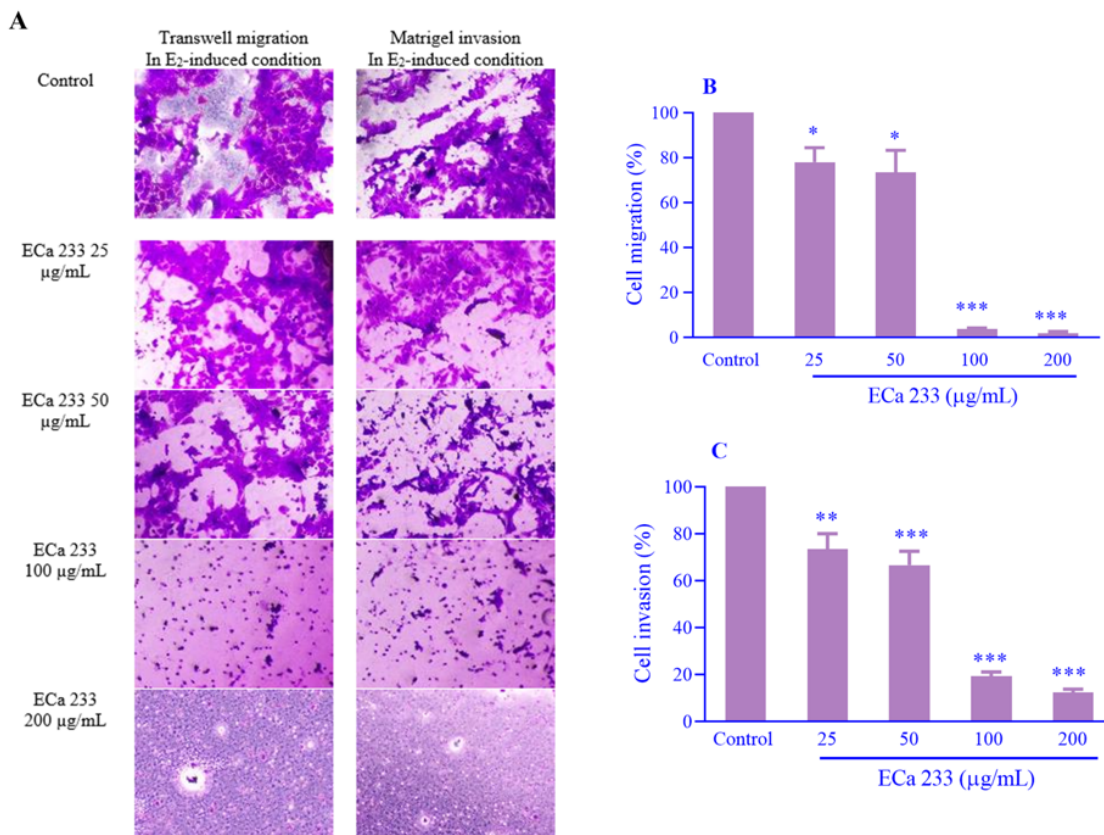 A
Transwell migration
In E₂-induced condition
Matrigel invasion
In E₂-induced condition
Control
ECa 233 25
µg/mL
ECa 233 50
µg/mL
ECa 233
100 µg/mL
ECa 233
200 µg/mL
B
Cell migration (%)
100
80
60
40
20
0
*
*
***
***
Control
25
50
100
200
ECa 233 (µg/mL)
C
Cell invasion (%)
100
80
60
40
20
0
**
***
***
***
Control
25
50
100
200
ECa 233 (µg/mL)